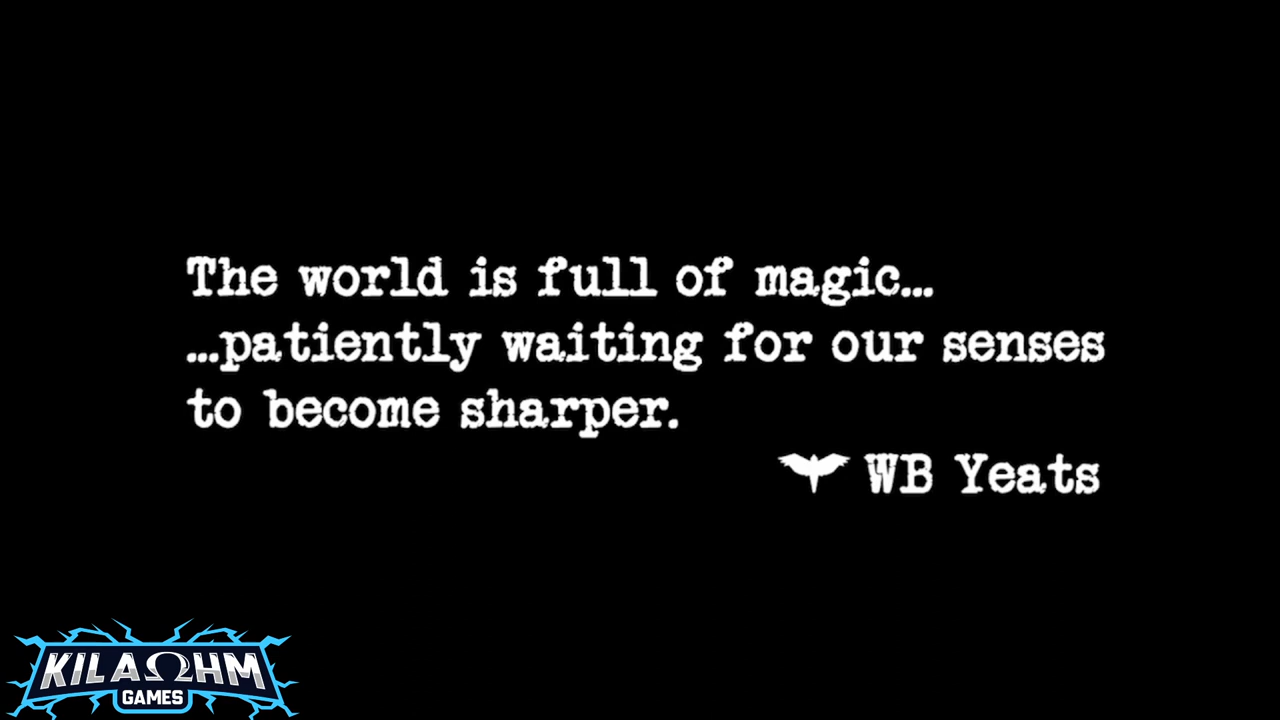 The world is full of magic...
...patiently waiting for our senses
to become sharper.
WB Yeats
KILAΩHM
GAMES